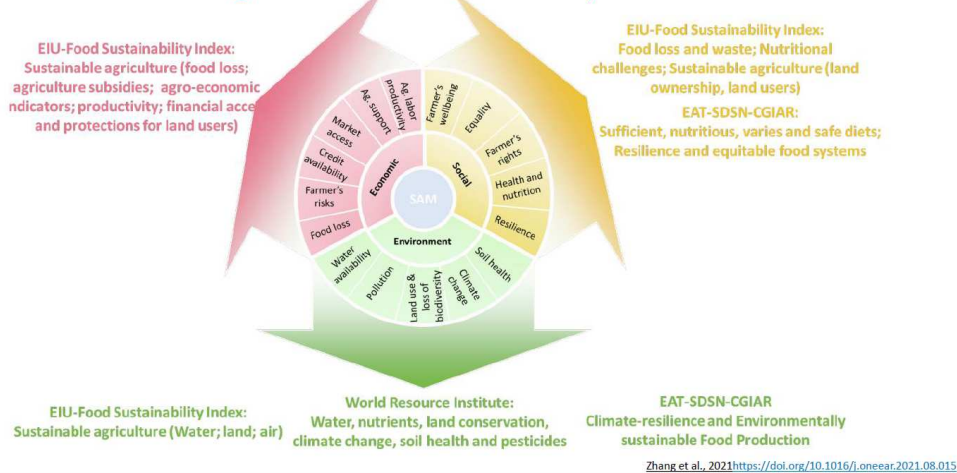 EIU-Food Sustainability Index:
Sustainable agriculture (food loss;
agriculture subsidies; agro-economic
ndicators; productivity; financial acce
and protections for land users)
EIU-Food Sustainability Index:
Food loss and waste; Nutritional
challenges; Sustainable agriculture (land
ownership, land users)
EAT-SDSN-CGIAR:
Sufficient, nutritious, varies and safe diets;
Resilience and equitable food systems
Ag. labor
productivity
Ag. support
Market
access
Credit
availability
Farmer's
risks
Food loss
Economic
Farmer's
wellbeing
Equality
Farmer's
rights
Health and
nutrition
Resilience
Social
SAM
Environment
Water
availability
Pollution
Land use &
loss of
biodiversity
Climate
change
Soil health
EIU-Food Sustainability Index:
Sustainable agriculture (Water; land; air)
World Resource Institute:
Water, nutrients, land conservation,
climate change, soil health and pesticides
EAT-SDSN-CGIAR
Climate-resilience and Environmentally
sustainable Food Production
Zhang et al., 2021https://doi.org/10.1016/j.oneear.2021.08.015